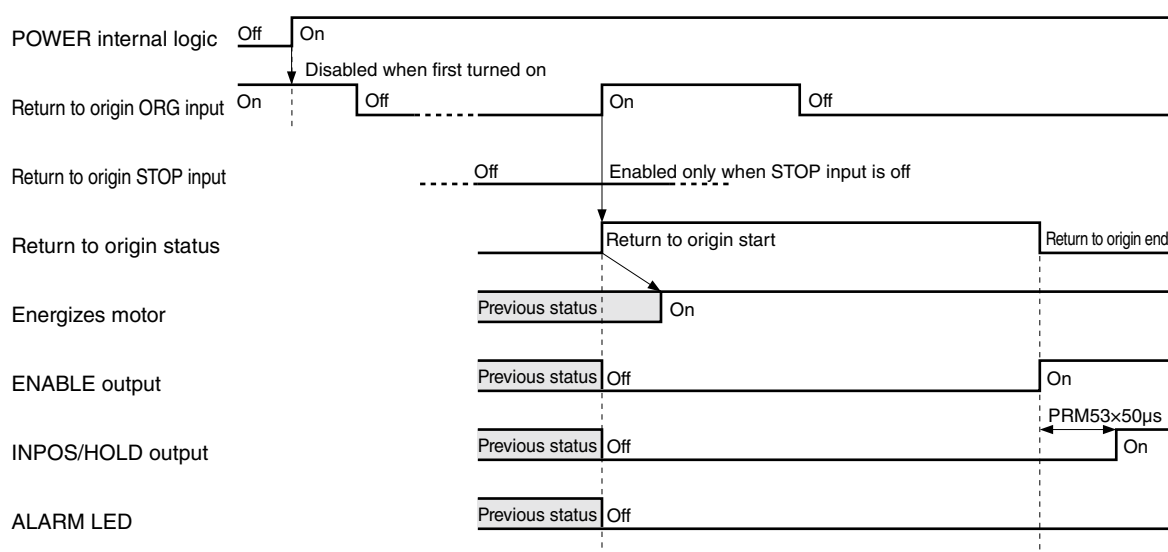 POWER internal logic Off On
Disabled when first turned on
Return to origin ORG input On Off On Off
Return to origin STOP input Off Enabled only when STOP input is off
Return to origin status Return to origin start Return to origin end
Energizes motor Previous status On
ENABLE output Previous status Off On
PRM53×50μs
INPOS/HOLD output Previous status Off On
ALARM LED Previous status Off